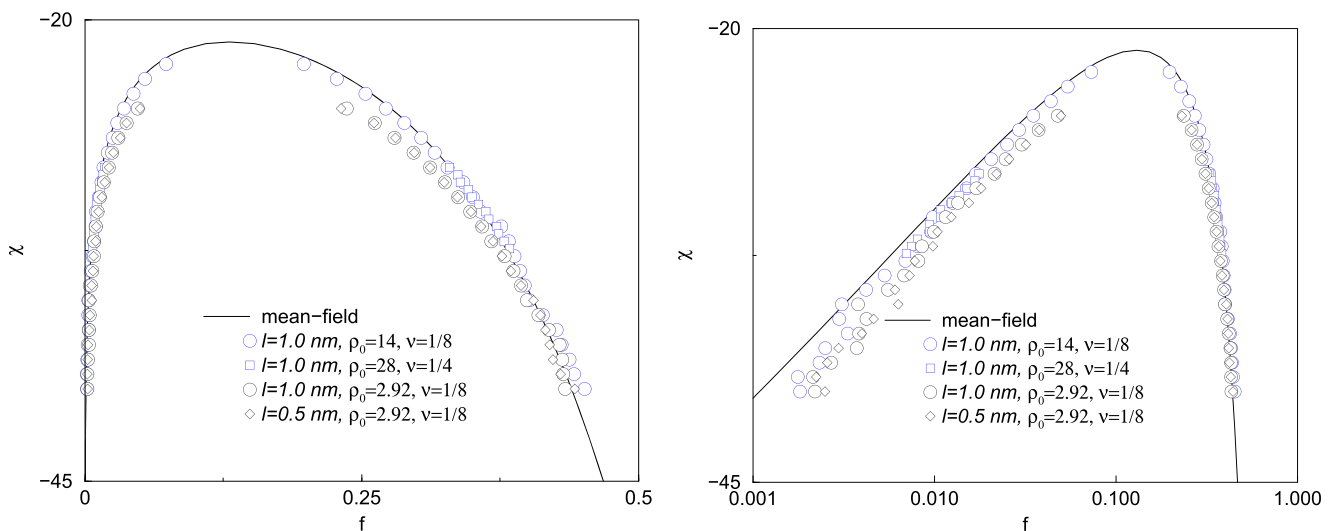 −20
χ
−45
0
0.25
0.5
f
mean−field
l=1.0 nm, ρ₀=14, ν=1/8
l=1.0 nm, ρ₀=28, ν=1/4
l=1.0 nm, ρ₀=2.92, ν=1/8
l=0.5 nm, ρ₀=2.92, ν=1/8
−20
χ
−45
0.001
0.010
0.100
1.000
f
mean−field
l=1.0 nm, ρ₀=14, ν=1/8
l=1.0 nm, ρ₀=28, ν=1/4
l=1.0 nm, ρ₀=2.92, ν=1/8
l=0.5 nm, ρ₀=2.92, ν=1/8